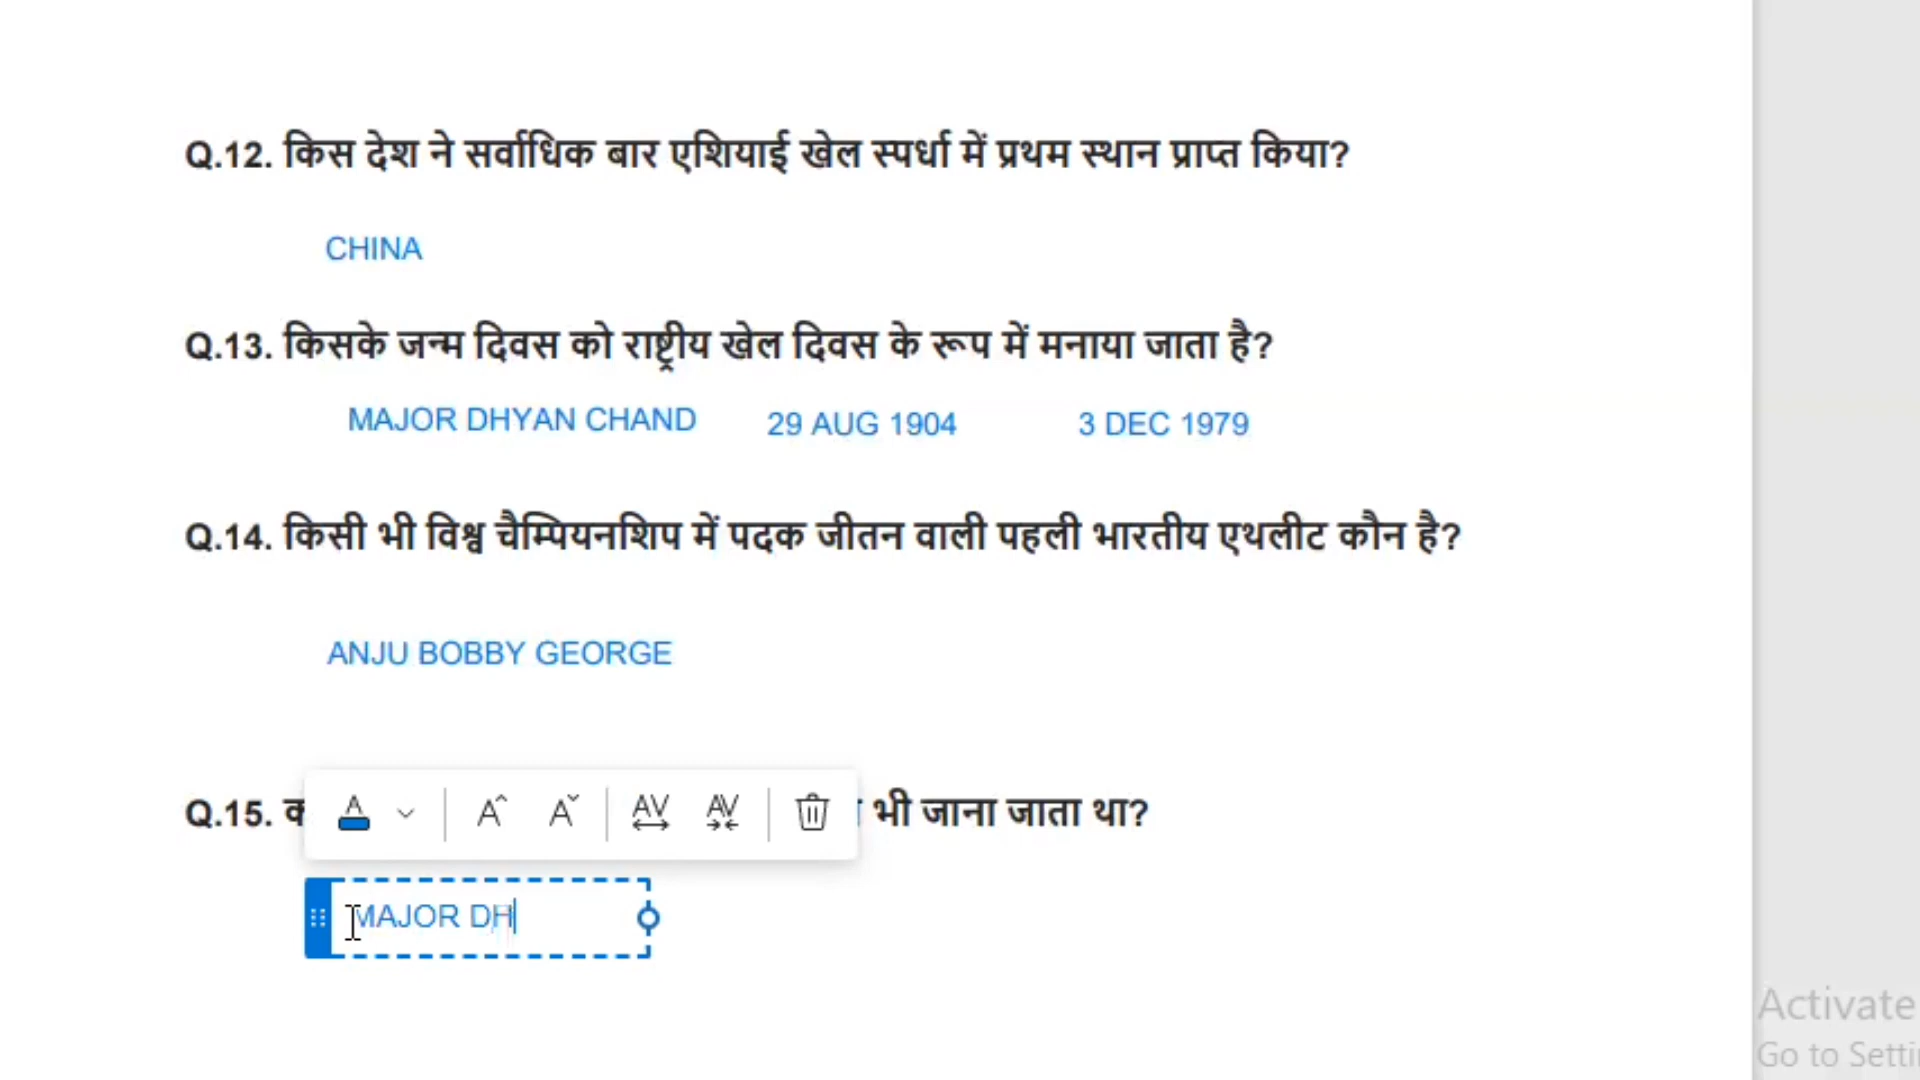 Q.12. किस देश ने सर्वाधिक बार एशियाई खेल स्पर्धा में प्रथम स्थान प्राप्त किया?
CHINA
Q.13. किसके जन्म दिवस को राष्ट्रीय खेल दिवस के रूप में मनाया जाता है?
MAJOR DHYAN CHAND 29 AUG 1904 3 DEC 1979
Q.14. किसी भी विश्व चैम्पियनशिप में पदक जीतन वाली पहली भारतीय एथलीट कौन है?
ANJU BOBBY GEORGE
Q.15. भी जाना जाता था?
MAJOR DH
Activate
Go to Setti